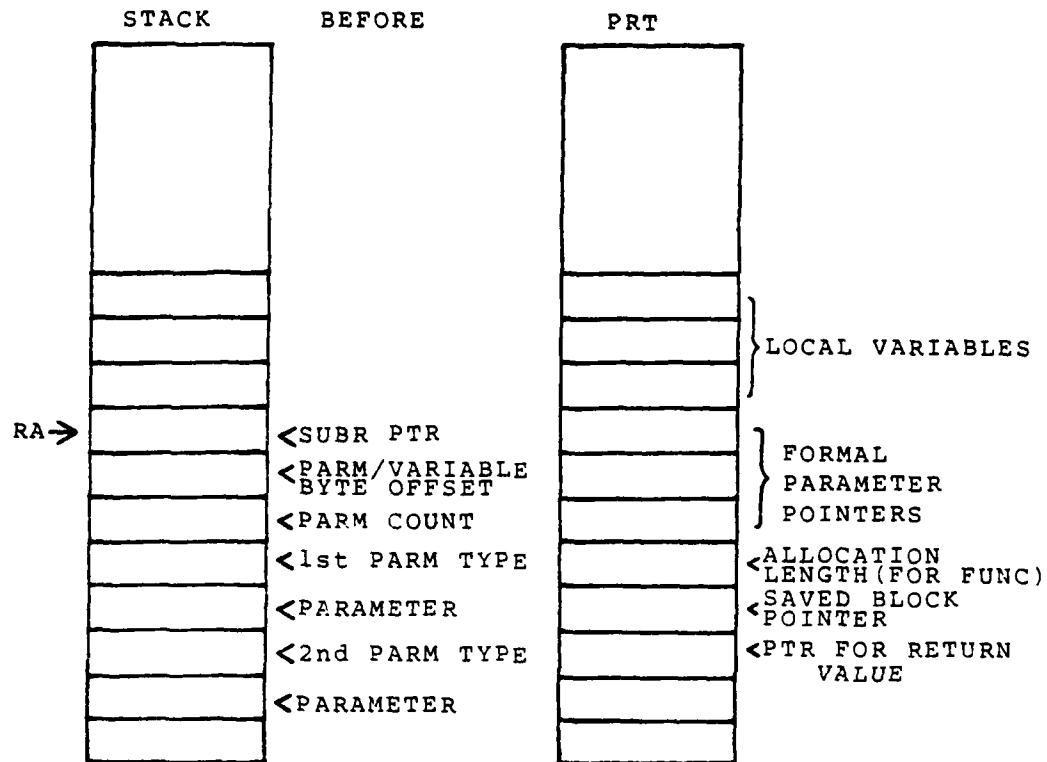 STACK BEFORE PRT
LOCAL VARIABLES
RA→
<SUBR PTR
<PARM/VARIABLE
BYTE OFFSET
<PARM COUNT
<1st PARM TYPE
<PARAMETER
<2nd PARM TYPE
<PARAMETER
FORMAL
PARAMETER
POINTERS
<ALLOCATION
LENGTH(FOR FUNC)
<SAVED BLOCK
POINTER
<PTR FOR RETURN
VALUE